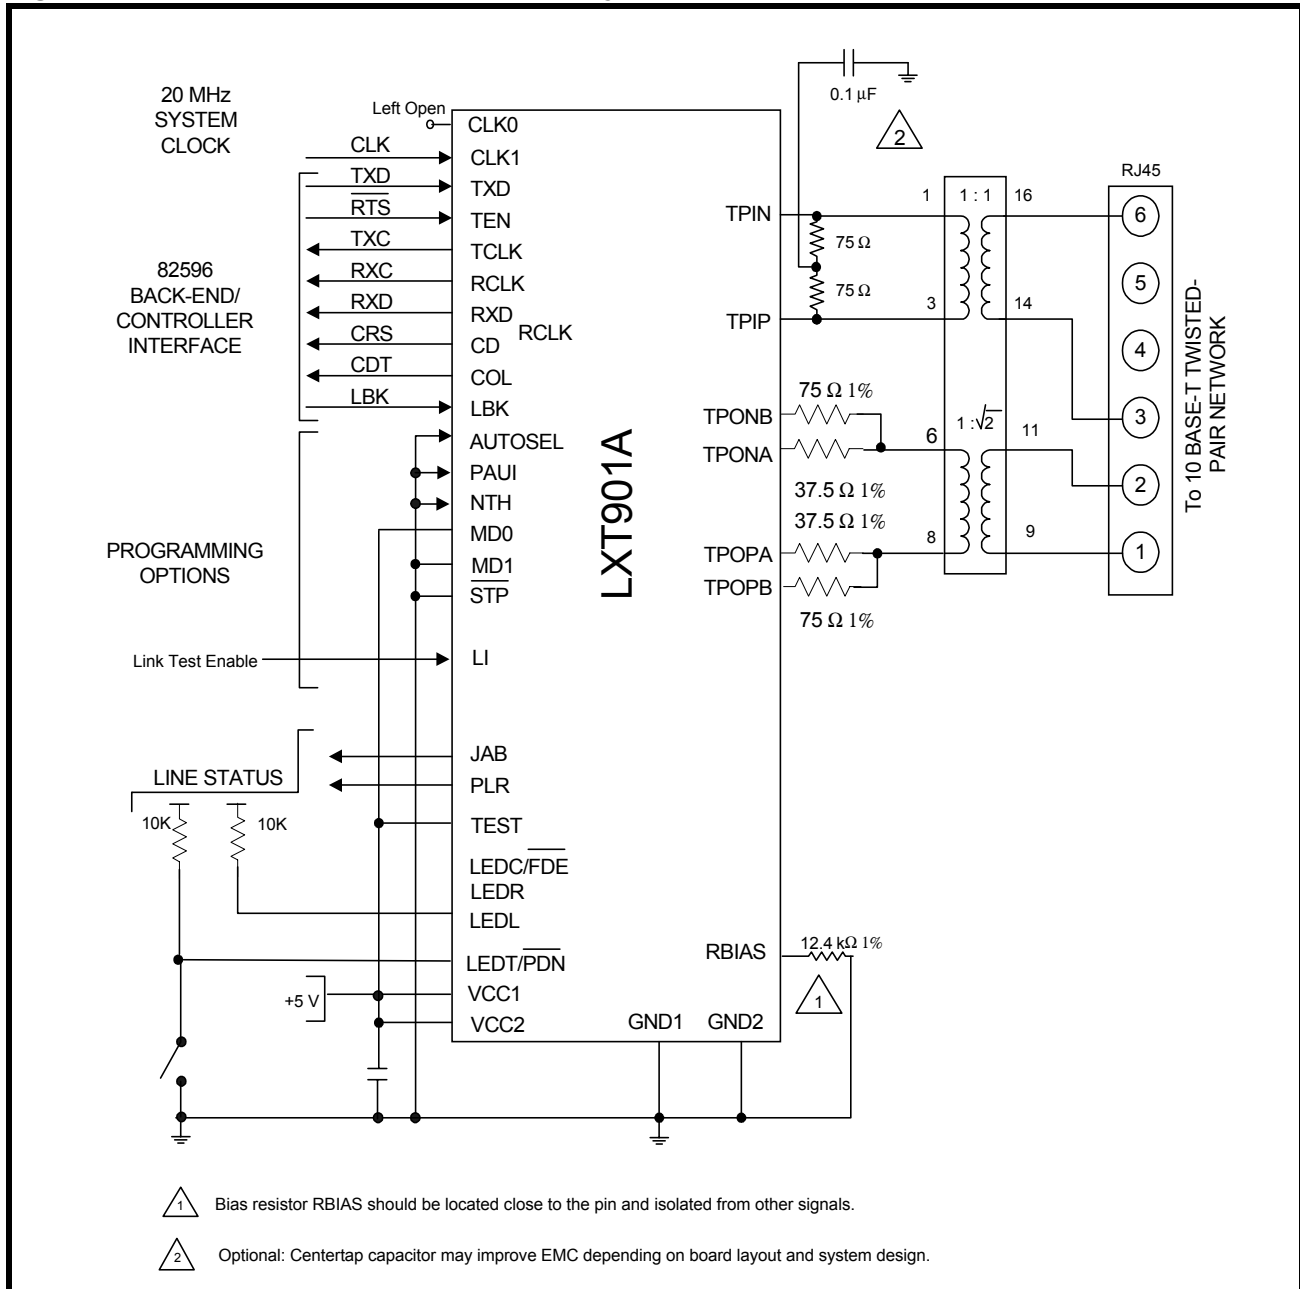 20 MHz
SYSTEM
CLOCK
Left Open
CLK0
CLK
CLK1
TXD
TXD
RTS
TEN
TXC
TCLK
RXC
RCLK
RXD
RXD
RCLK
CRS
CD
CDT
COL
LBK
LBK
82596
BACK-END/
CONTROLLER
INTERFACE
AUTOSEL
PAUI
NTH
MD0
MD1
STP
PROGRAMMING
OPTIONS
Link Test Enable
LI
JAB
PLR
LINE STATUS
10K
10K
TEST
LEDC/FDE
LEDR
LEDL
LEDT/PDN
+5 V
VCC1
VCC2
GND1
GND2
LXT901A
RBIAS
12.4 kΩ 1%
1
0.1 µF
2
TPIN
75 Ω
75 Ω
TPIP
1
1 : 1
16
3
14
TPONB
75 Ω 1%
TPONA
37.5 Ω 1%
37.5 Ω 1%
TPOPA
TPOPB
75 Ω 1%
6
1 :√2
11
8
9
RJ45
6
5
4
3
2
1
To 10 BASE-T TWISTED-
PAIR NETWORK
1 Bias resistor RBIAS should be located close to the pin and isolated from other signals.
2 Optional: Centertap capacitor may improve EMC depending on board layout and system design.